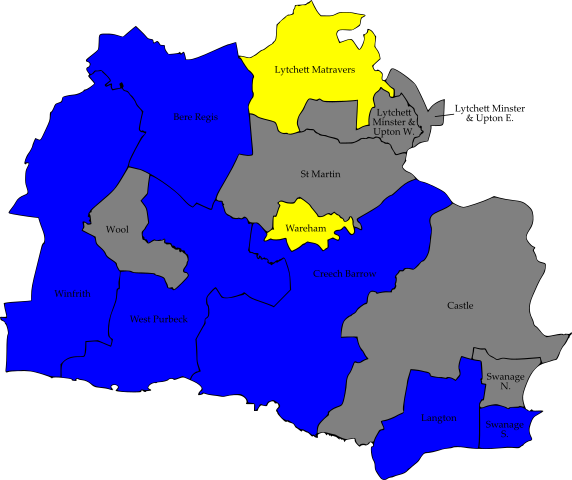 Lytchett Matravers
Bere Regis
Lytchett
Minster &
Upton W.
Lytchett Minster
& Upton E.
St Martin
Wool
Wareham
Creech Barrow
Winfrith
West Purbeck
Castle
Swanage
N.
Langton
Swanage
S.